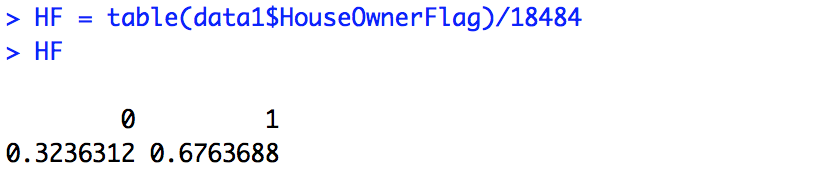 > HF = table(data1$HouseOwnerFlag)/18484
> HF
0 1
0.3236312 0.6763688